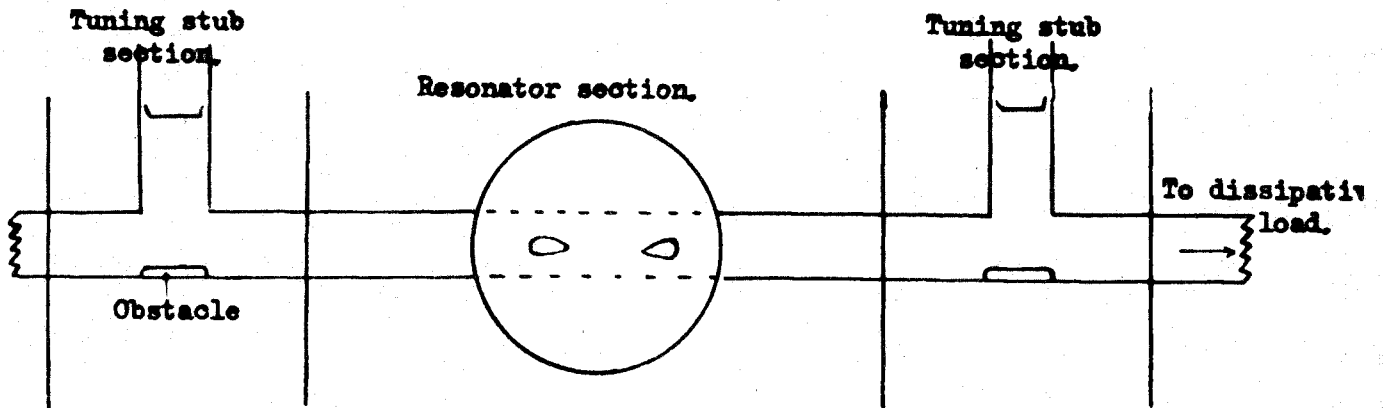 Tuning stub
section.
Resonator section.
Tuning stub
section.
To dissipativ
load.
Obstacle